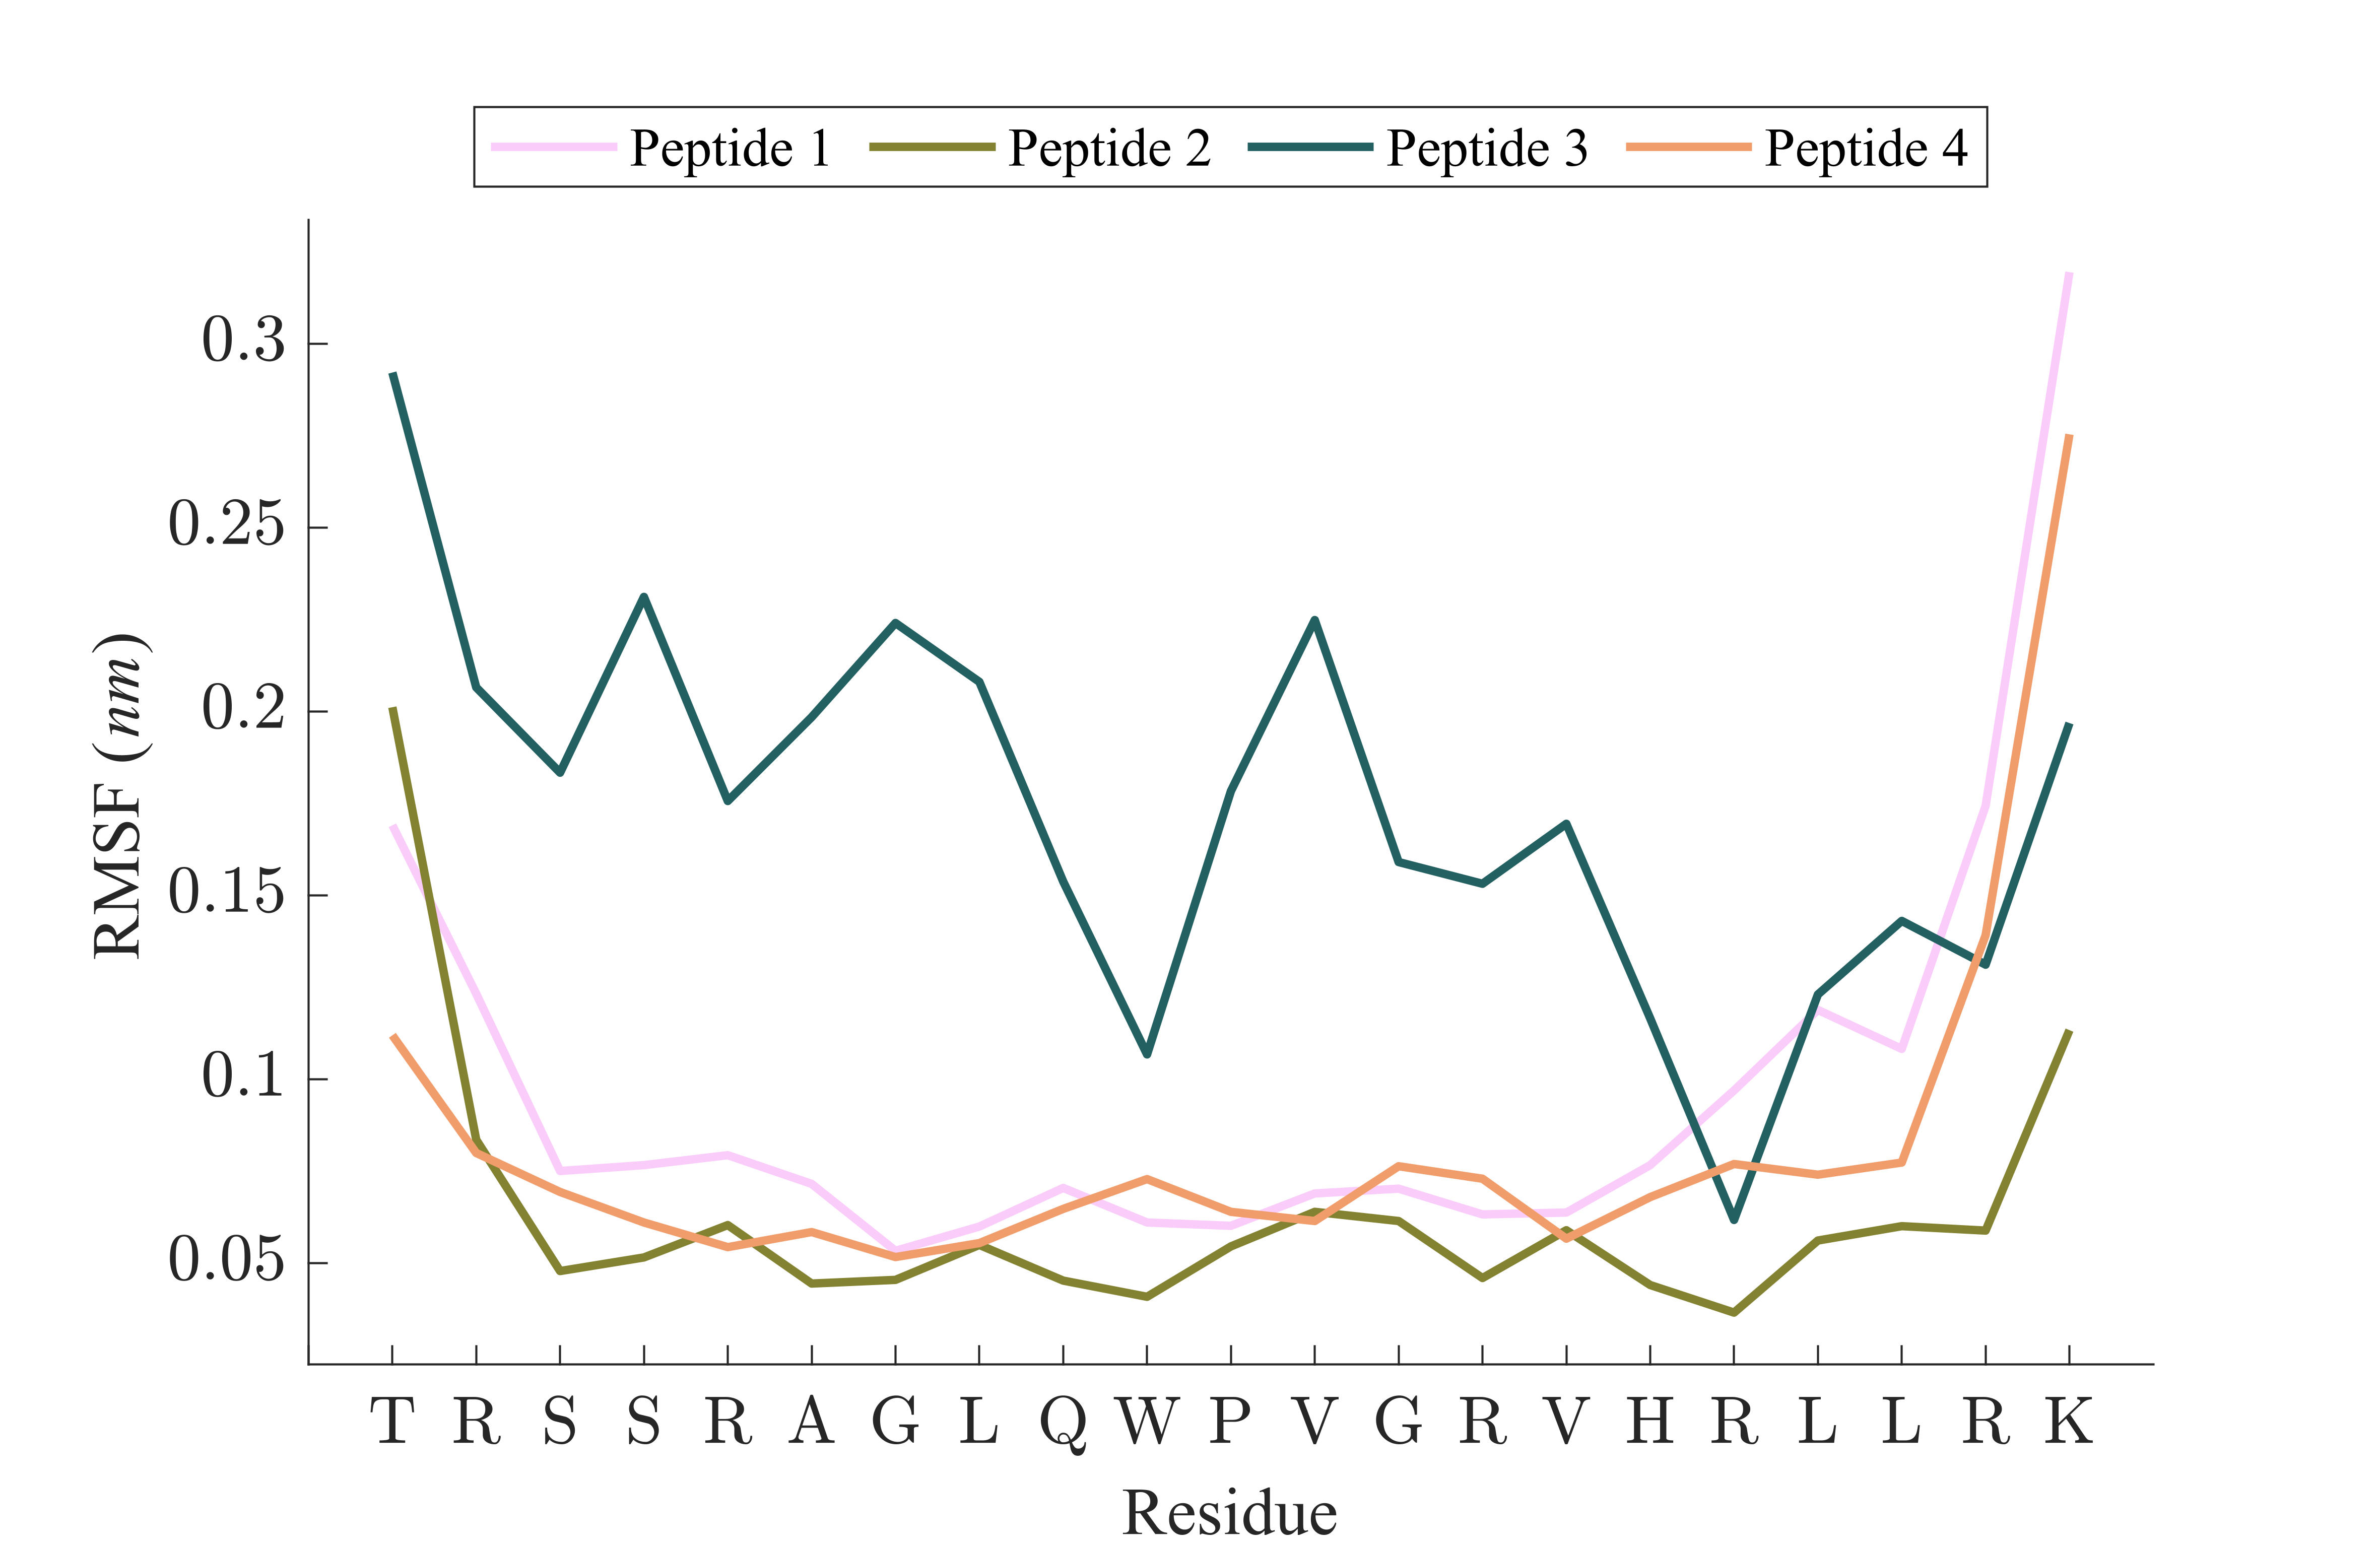 Peptide 1 Peptide 2 Peptide 3 Peptide 4
RMSF (nm)
0.3
0.25
0.2
0.15
0.1
0.05
T R S S R A G L Q W P V G R V H R L L R K
Residue